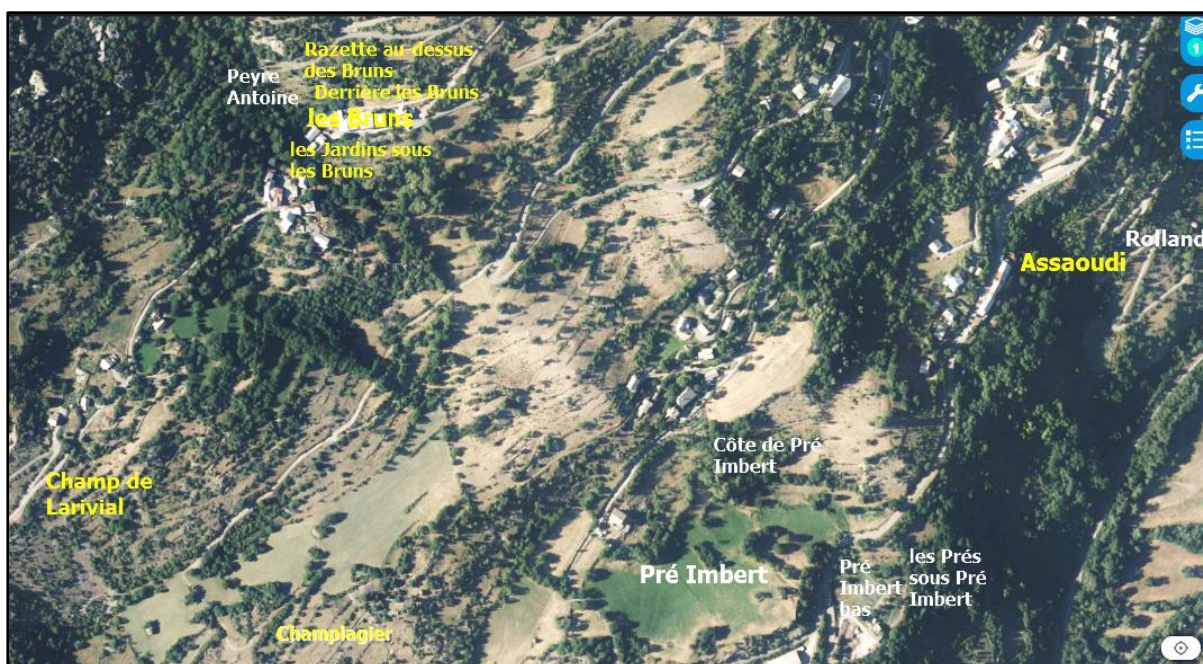 Razette au-dessus
des Bruns
Peyre
Antoine
Derrière les Bruns
les Bruns
les Jardins sous
les Bruns
1
Rolland
Assaoudi
Côte de Pré
Imbert
Champ de
Larivial
Pré Imbert
Pré
Imbert
bas
les Prés
sous Pré
Imbert
Champlagier